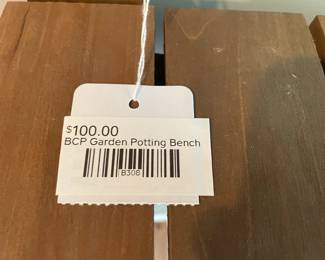 $100.00
BCP Garden Potting Bench
B308